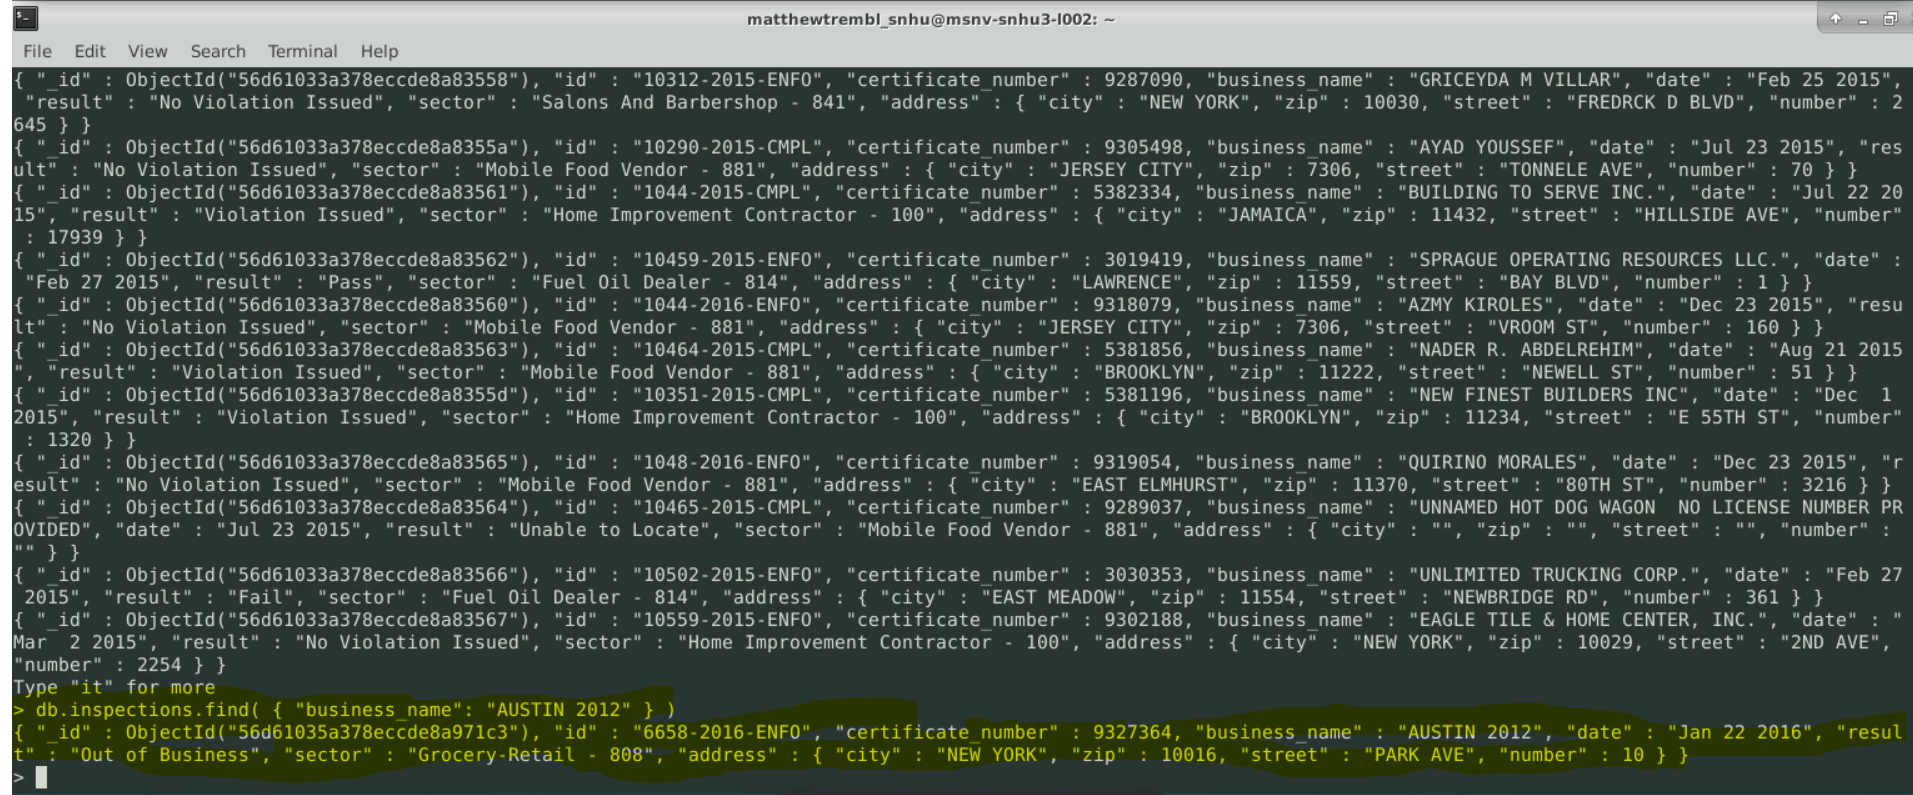 matthewtrembl_snhu@msnv-snhu3-l002: ~
File Edit View Search Terminal Help
{ "_id" : ObjectId("56d61033a378eccde8a83558"), "id" : "10312-2015-ENFO", "certificate_number" : 9287090, "business_name" : "GRICEYDA M VILLAR", "date" : "Feb 25 2015",
 "result" : "No Violation Issued", "sector" : "Salons And Barbershop - 841", "address" : { "city" : "NEW YORK", "zip" : 10030, "street" : "FREDRCK D BLVD", "number" : 2
645 } }
{ "_id" : ObjectId("56d61033a378eccde8a8355a"), "id" : "10290-2015-CMPL", "certificate_number" : 9305498, "business_name" : "AYAD YOUSSEF", "date" : "Jul 23 2015", "res
ult" : "No Violation Issued", "sector" : "Mobile Food Vendor - 881", "address" : { "city" : "JERSEY CITY", "zip" : 7306, "street" : "TONNELE AVE", "number" : 70 } }
{ "_id" : ObjectId("56d61033a378eccde8a83561"), "id" : "1044-2015-CMPL", "certificate_number" : 5382334, "business_name" : "BUILDING TO SERVE INC.", "date" : "Jul 22 20
15", "result" : "Violation Issued", "sector" : "Home Improvement Contractor - 100", "address" : { "city" : "JAMAICA", "zip" : 11432, "street" : "HILLSIDE AVE", "number"
 : 17939 } }
{ "_id" : ObjectId("56d61033a378eccde8a83562"), "id" : "10459-2015-ENFO", "certificate_number" : 3019419, "business_name" : "SPRAGUE OPERATING RESOURCES LLC.", "date" :
 "Feb 27 2015", "result" : "Pass", "sector" : "Fuel Oil Dealer - 814", "address" : { "city" : "LAWRENCE", "zip" : 11559, "street" : "BAY BLVD", "number" : 1 } }
{ "_id" : ObjectId("56d61033a378eccde8a83560"), "id" : "1044-2016-ENFO", "certificate_number" : 9318079, "business_name" : "AZMY KIROLES", "date" : "Dec 23 2015", "resu
lt" : "No Violation Issued", "sector" : "Mobile Food Vendor - 881", "address" : { "city" : "JERSEY CITY", "zip" : 7306, "street" : "VROOM ST", "number" : 160 } }
{ "_id" : ObjectId("56d61033a378eccde8a83563"), "id" : "10464-2015-CMPL", "certificate_number" : 5381856, "business_name" : "NADER R. ABDELREHIM", "date" : "Aug 21 2015
", "result" : "Violation Issued", "sector" : "Mobile Food Vendor - 881", "address" : { "city" : "BROOKLYN", "zip" : 11222, "street" : "NEWELL ST", "number" : 51 } }
{ "_id" : ObjectId("56d61033a378eccde8a8355d"), "id" : "10351-2015-CMPL", "certificate_number" : 5381196, "business_name" : "NEW FINEST BUILDERS INC", "date" : "Dec  1
2015", "result" : "Violation Issued", "sector" : "Home Improvement Contractor - 100", "address" : { "city" : "BROOKLYN", "zip" : 11234, "street" : "E 55TH ST", "number"
 : 1320 } }
{ "_id" : ObjectId("56d61033a378eccde8a83565"), "id" : "1048-2016-ENFO", "certificate_number" : 9319054, "business_name" : "QUIRINO MORALES", "date" : "Dec 23 2015", "r
esult" : "No Violation Issued", "sector" : "Mobile Food Vendor - 881", "address" : { "city" : "EAST ELMHURST", "zip" : 11370, "street" : "80TH ST", "number" : 3216 } }
{ "_id" : ObjectId("56d61033a378eccde8a83564"), "id" : "10465-2015-CMPL", "certificate_number" : 9289037, "business_name" : "UNNAMED HOT DOG WAGON  NO LICENSE NUMBER PR
OVIDED", "date" : "Jul 23 2015", "result" : "Unable to Locate", "sector" : "Mobile Food Vendor - 881", "address" : { "city" : "", "zip" : "", "street" : "", "number" :
"" } }
{ "_id" : ObjectId("56d61033a378eccde8a83566"), "id" : "10502-2015-ENFO", "certificate_number" : 3030353, "business_name" : "UNLIMITED TRUCKING CORP.", "date" : "Feb 27
 2015", "result" : "Fail", "sector" : "Fuel Oil Dealer - 814", "address" : { "city" : "EAST MEADOW", "zip" : 11554, "street" : "NEWBRIDGE RD", "number" : 361 } }
{ "_id" : ObjectId("56d61033a378eccde8a83567"), "id" : "10559-2015-ENFO", "certificate_number" : 9302188, "business_name" : "EAGLE TILE & HOME CENTER, INC.", "date" : "
Mar  2 2015", "result" : "No Violation Issued", "sector" : "Home Improvement Contractor - 100", "address" : { "city" : "NEW YORK", "zip" : 10029, "street" : "2ND AVE",
"number" : 2254 } }
Type "it" for more
> db.inspections.find( { "business_name": "AUSTIN 2012" } )
{ "_id" : ObjectId("56d61035a378eccde8a971c3"), "id" : "6658-2016-ENFO", "certificate_number" : 9327364, "business_name" : "AUSTIN 2012", "date" : "Jan 22 2016", "resul
t" : "Out of Business", "sector" : "Grocery-Retail - 808", "address" : { "city" : "NEW YORK", "zip" : 10016, "street" : "PARK AVE", "number" : 10 } }
>